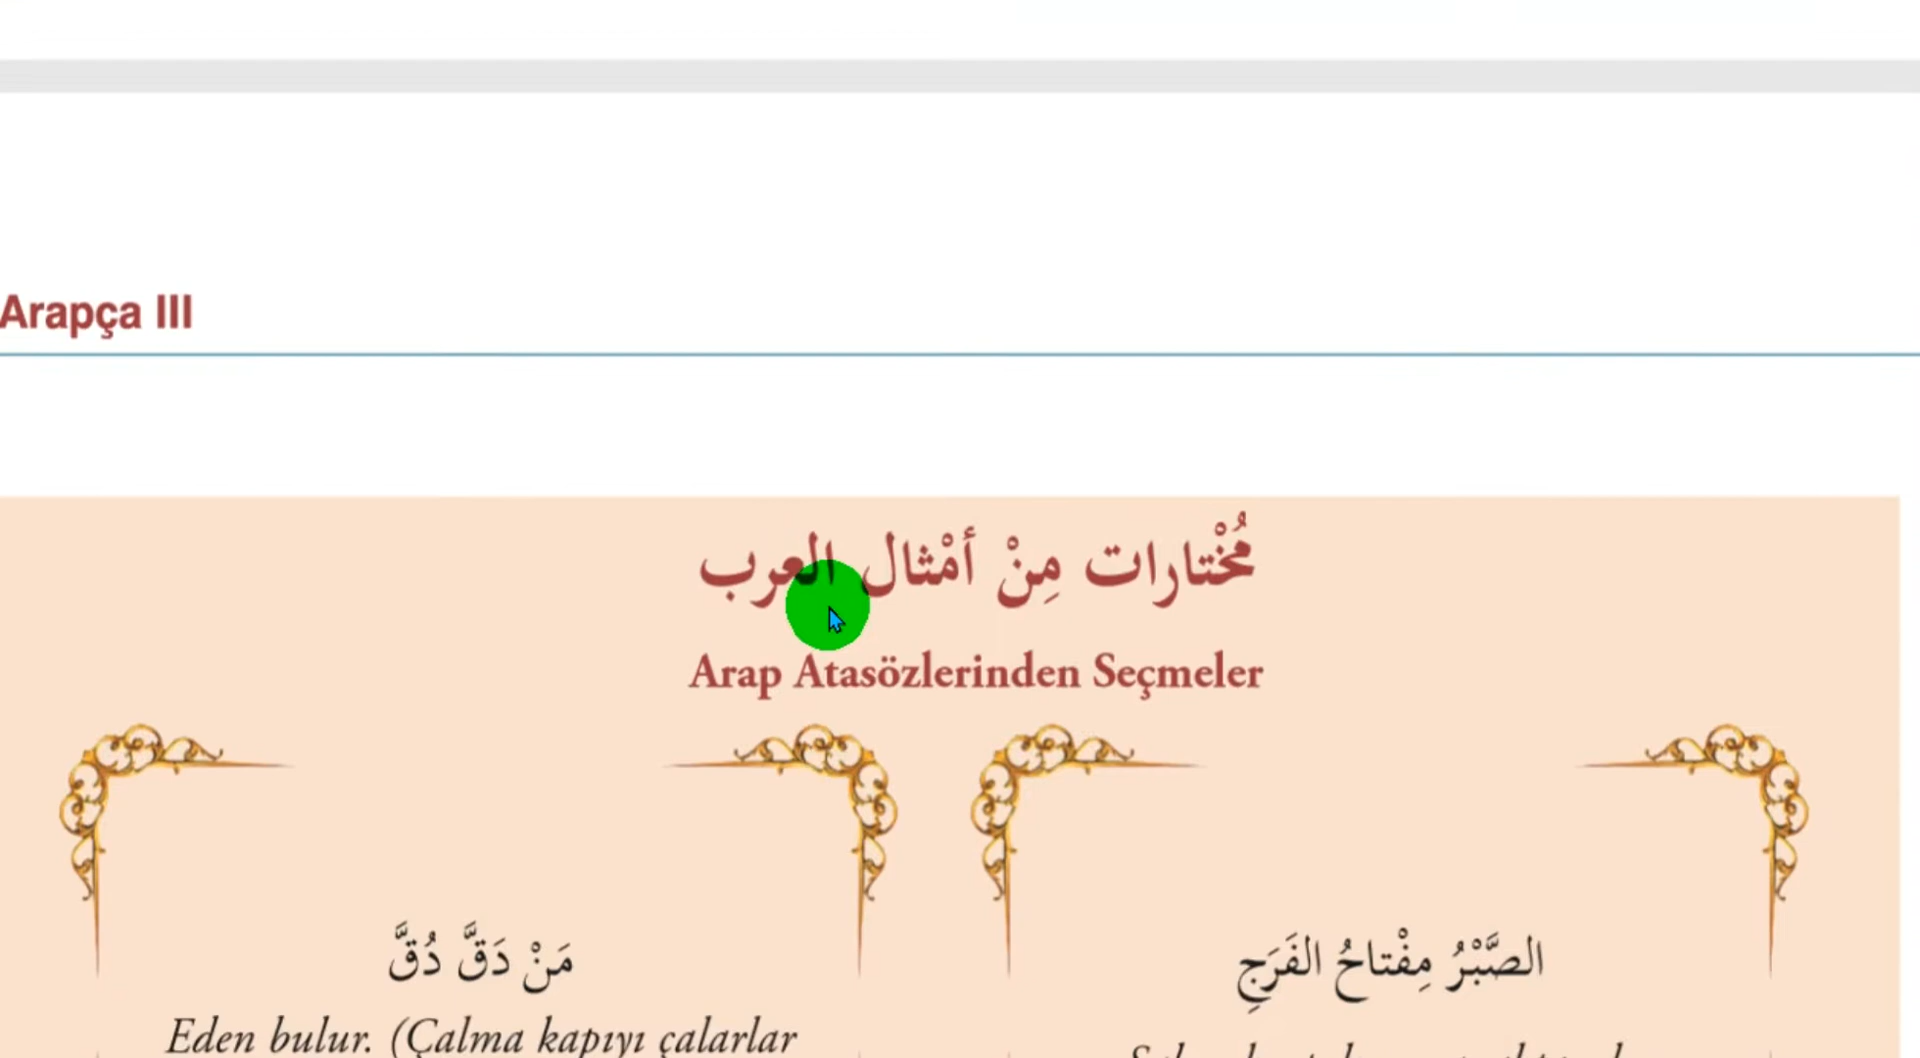 Arapça III
مُخْتارات مِنْ أمْثال العرب
Arap Atasözlerinden Seçmeler
الصَّبْرُ مِفْتاحُ الفَرَجِ
مَنْ دَقَّ دُقَّ
Eden bulur. (Çalma kapıyı çalarlar